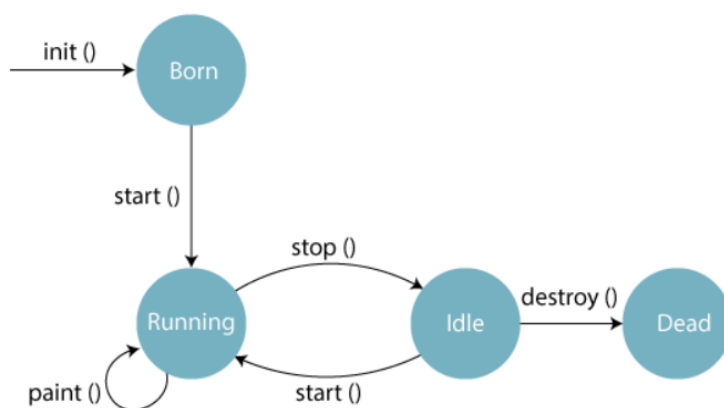 init ()
Born
start ()
stop ()
destroy ()
Running
Idle
Dead
paint ()
start ()